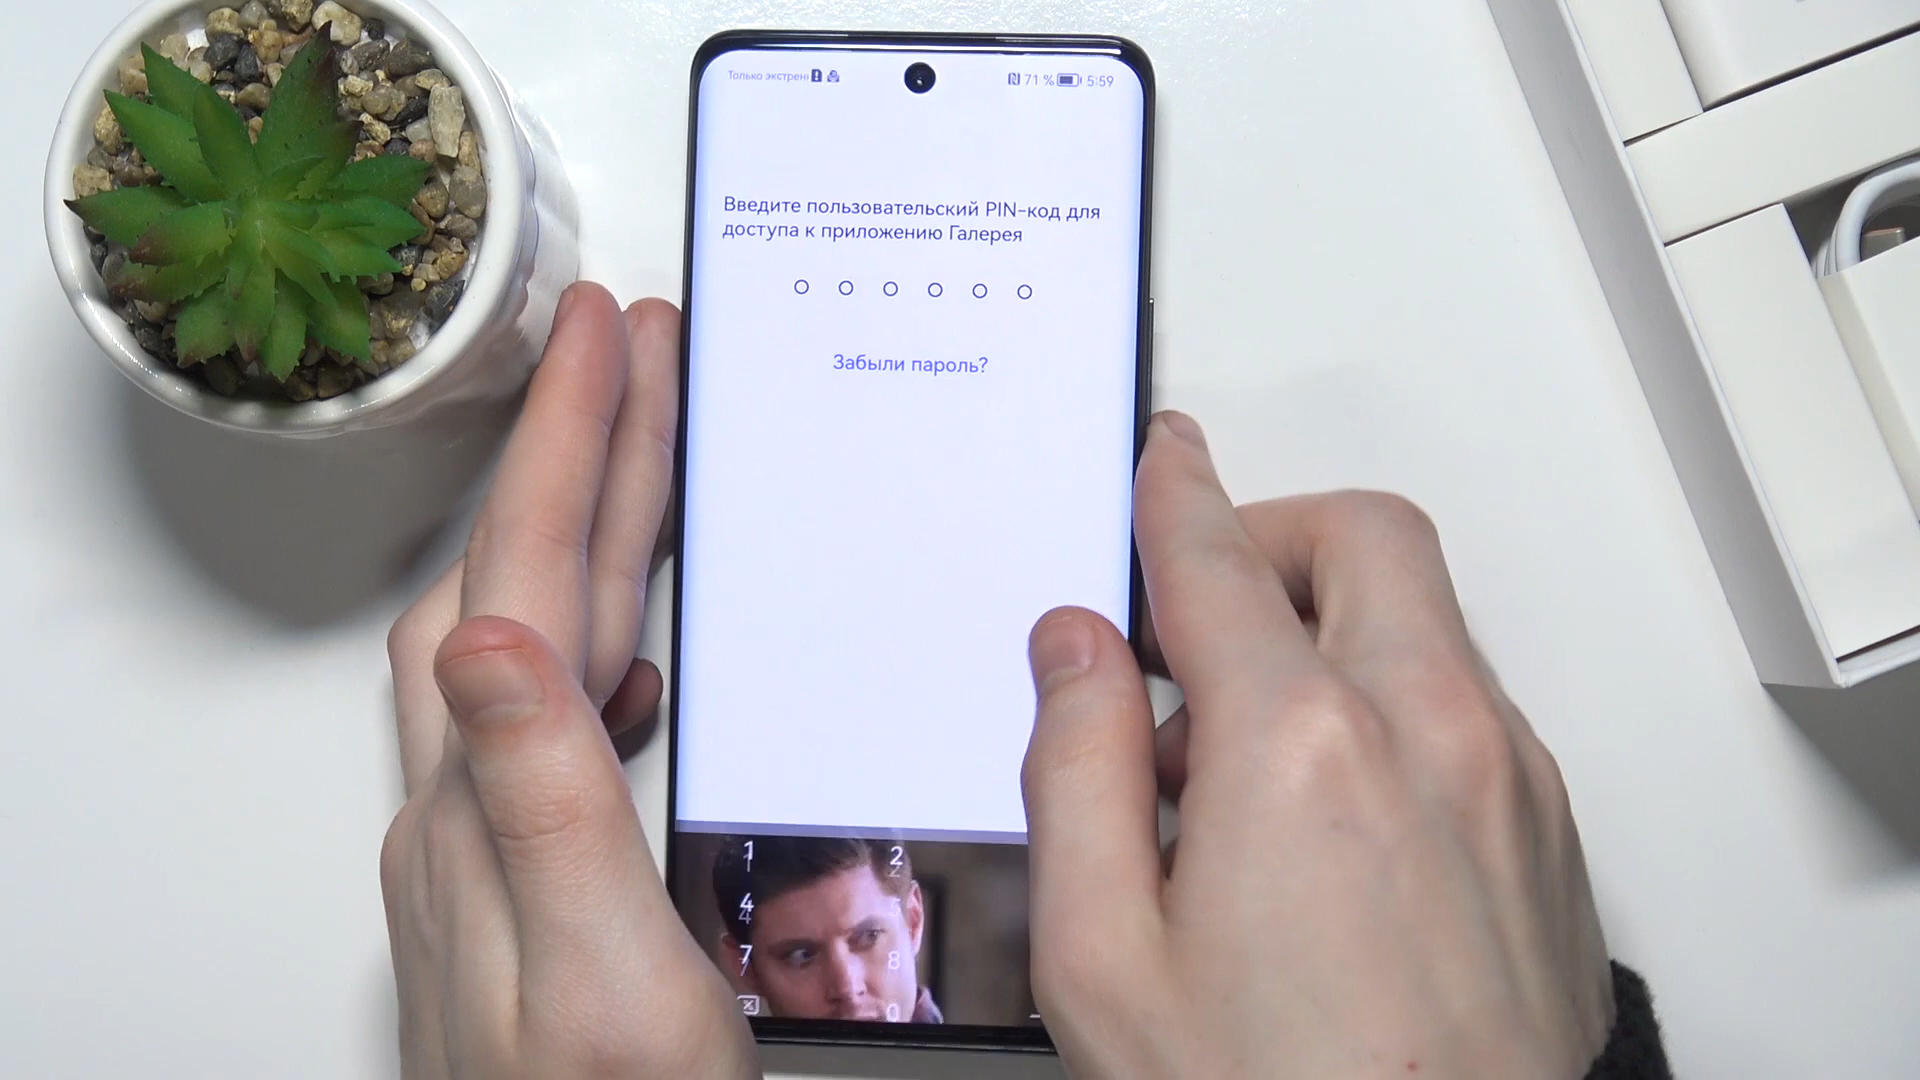 Только экстрен 71 % 5:59
Введите пользовательский PIN-код для
доступа к приложению Галерея
Забыли пароль?
1 2
4
7 8
0